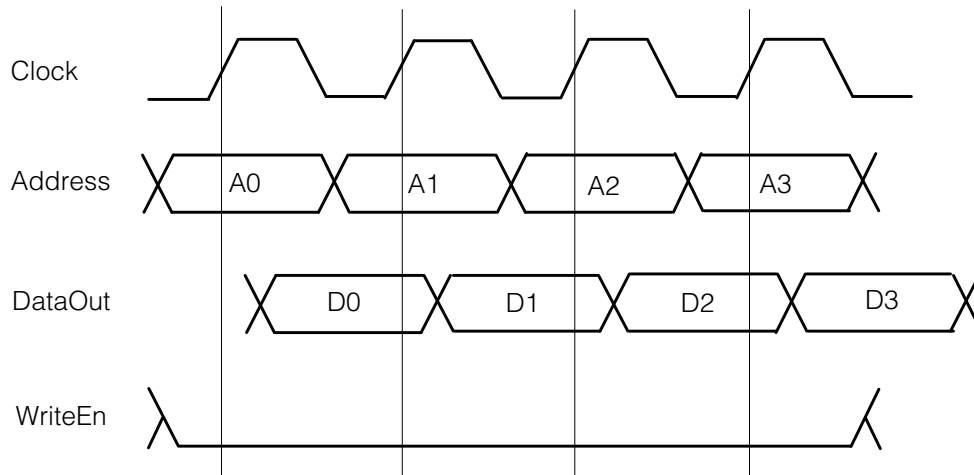 Clock
Address A0 A1 A2 A3
DataOut D0 D1 D2 D3
WriteEn